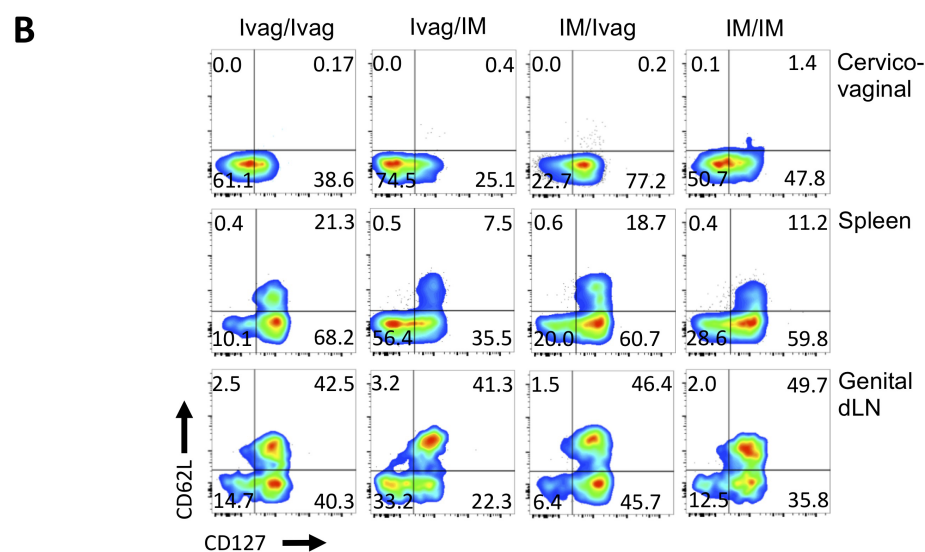 B
Ivag/Ivag Ivag/IM IM/Ivag IM/IM
0.0 0.17 0.0 0.4 0.0 0.2 0.1 1.4 Cervico-
vaginal
61.1 38.6 74.5 25.1 22.7 77.2 50.7 47.8
0.4 21.3 0.5 7.5 0.6 18.7 0.4 11.2 Spleen
10.1 68.2 56.4 35.5 20.0 60.7 28.6 59.8
2.5 42.5 3.2 41.3 1.5 46.4 2.0 49.7 Genital
dLN
14.7 40.3 33.2 22.3 6.4 45.7 12.5 35.8
CD62L
CD127